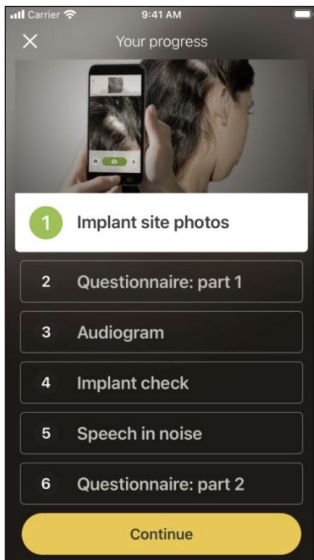 Carrier 9:41 AM
Your progress
1 Implant site photos
2 Questionnaire: part 1
3 Audiogram
4 Implant check
5 Speech in noise
6 Questionnaire: part 2
Continue